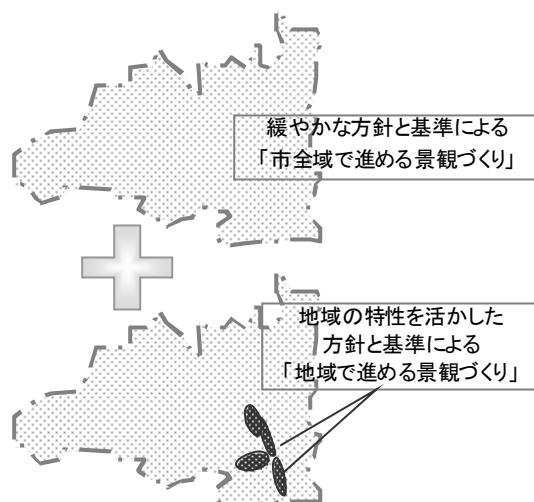 緩やかな方針と基準による
「市全域で進める景観づくり」
地域の特性を活かした
方針と基準による
「地域で進める景観づくり」